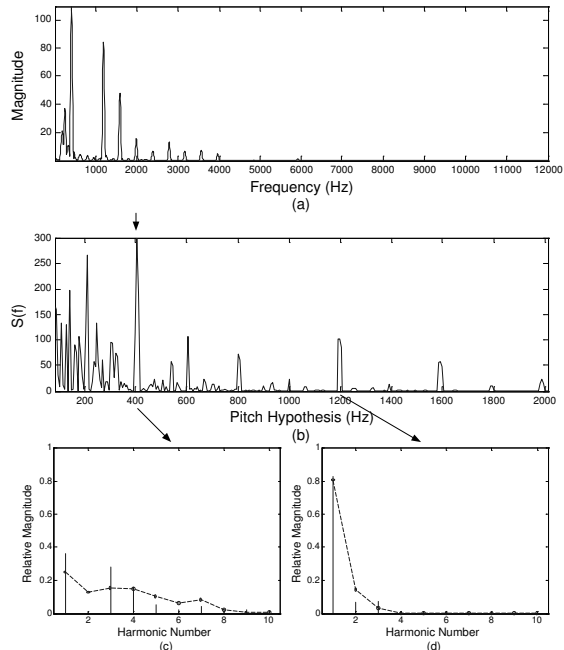 100
80
60
40
20
Magnitude
1000 2000 3000 4000 5000 6000 7000 8000 9000 10000 11000 12000
Frequency (Hz)
(a)
300
250
200
150
100
50
0
S(f)
200 400 600 800 1000 1200 1400 1600 1800 2000
Pitch Hypothesis (Hz)
(b)
1
0.8
0.6
0.4
0.2
0
Relative Magnitude
2 4 6 8 10
Harmonic Number
(c)
1
0.8
0.6
0.4
0.2
0
Relative Magnitude
2 4 6 8 10
Harmonic Number
(d)